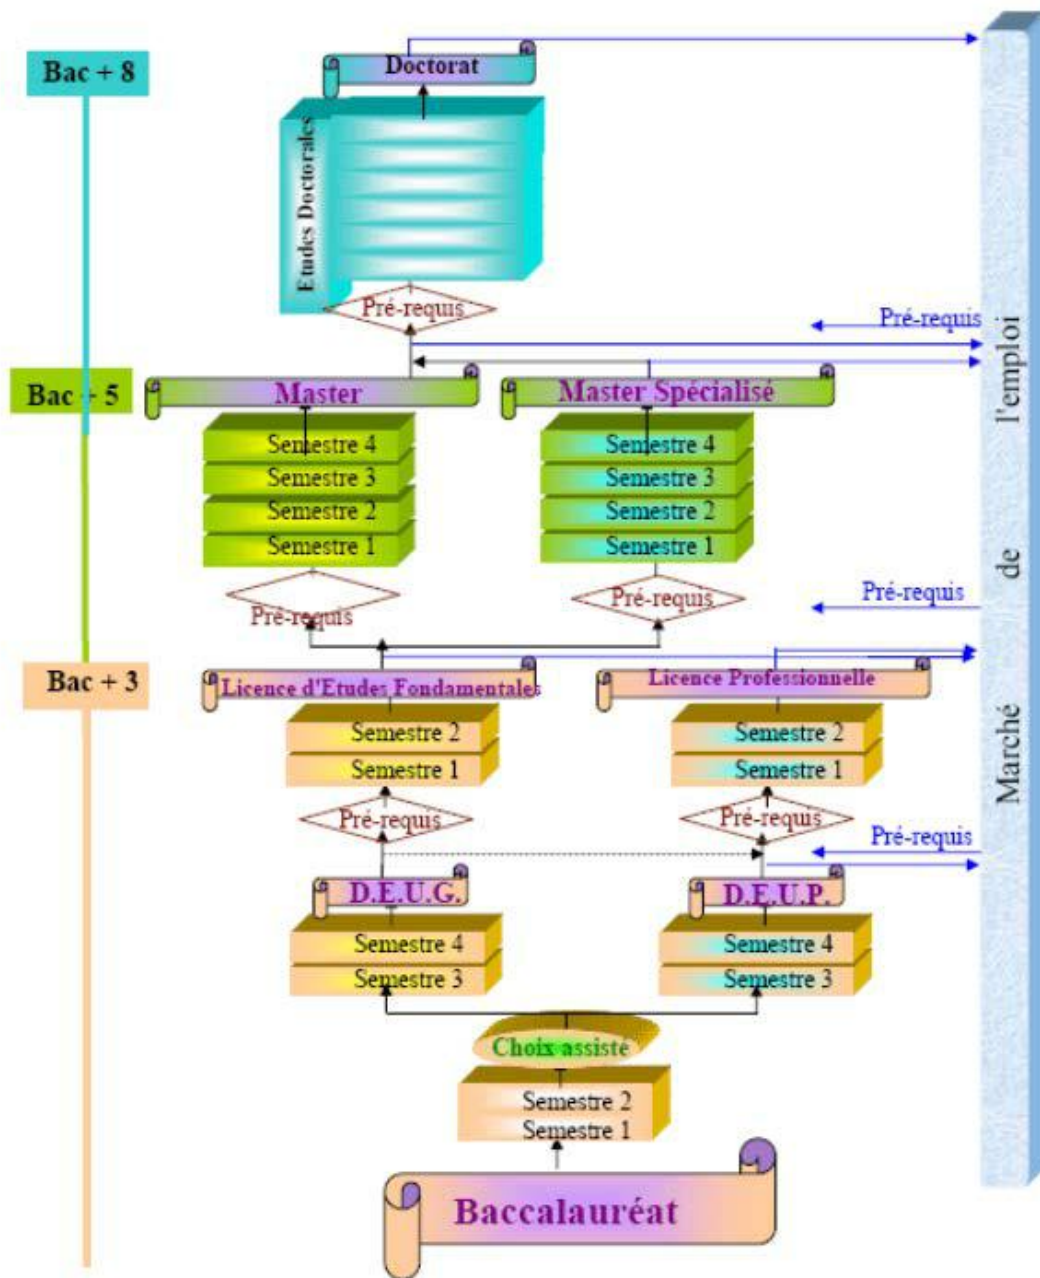 Bac + 8
Doctorat
Etudes Doctorales
Pré-requis
Pré-requis
Bac + 5
Master
Master Spécialisé
Semestre 4
Semestre 4
Semestre 3
Semestre 3
Semestre 2
Semestre 2
Semestre 1
Semestre 1
Pré-requis
Pré-requis
Pré-requis
Bac + 3
Licence d'Etudes Fondamentales
Licence Professionnelle
Semestre 2
Semestre 2
Semestre 1
Semestre 1
Pré-requis
Pré-requis
Pré-requis
D.E.U.G.
D.E.U.P.
Semestre 4
Semestre 4
Semestre 3
Semestre 3
Choix assisté
Semestre 2
Semestre 1
Baccalauréat
Marché de l'emploi